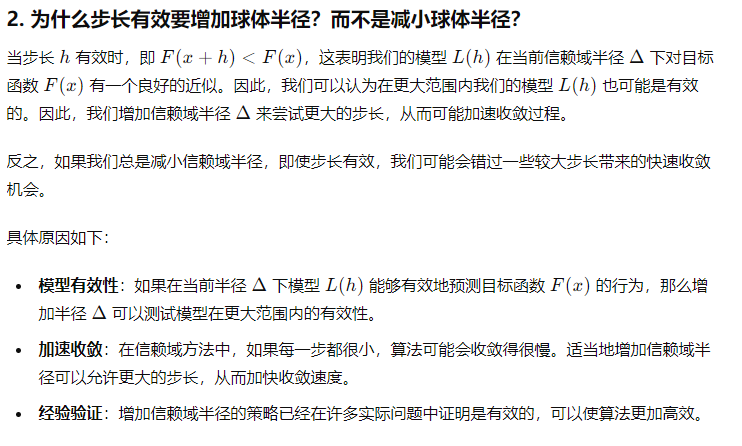 2. 为什么步长有效要增加球体半径？而不是减小球体半径？
当步长 h 有效时，即 F(x + h) < F(x)，这表明我们的模型 L(h) 在当前信赖域半径 Δ 下对目标
函数 F(x) 有一个良好的近似。因此，我们可以认为在更大范围内我们的模型 L(h) 也可能是有效
的。因此，我们增加信赖域半径 Δ 来尝试更大的步长，从而可能加速收敛过程。
反之，如果我们总是减小信赖域半径，即使步长有效，我们可能会错过一些较大步长带来的快速收敛
机会。
具体原因如下：
• 模型有效性：如果在当前半径 Δ 下模型 L(h) 能够有效地预测目标函数 F(x) 的行为，那么增
加半径 Δ 可以测试模型在更大范围内的有效性。
• 加速收敛：在信赖域方法中，如果每一步都很小，算法可能会收敛得很慢。适当地增加信赖域半
径可以允许更大的步长，从而加快收敛速度。
• 经验验证：增加信赖域半径的策略已经在许多实际问题中证明是有效的，可以使算法更加高效。